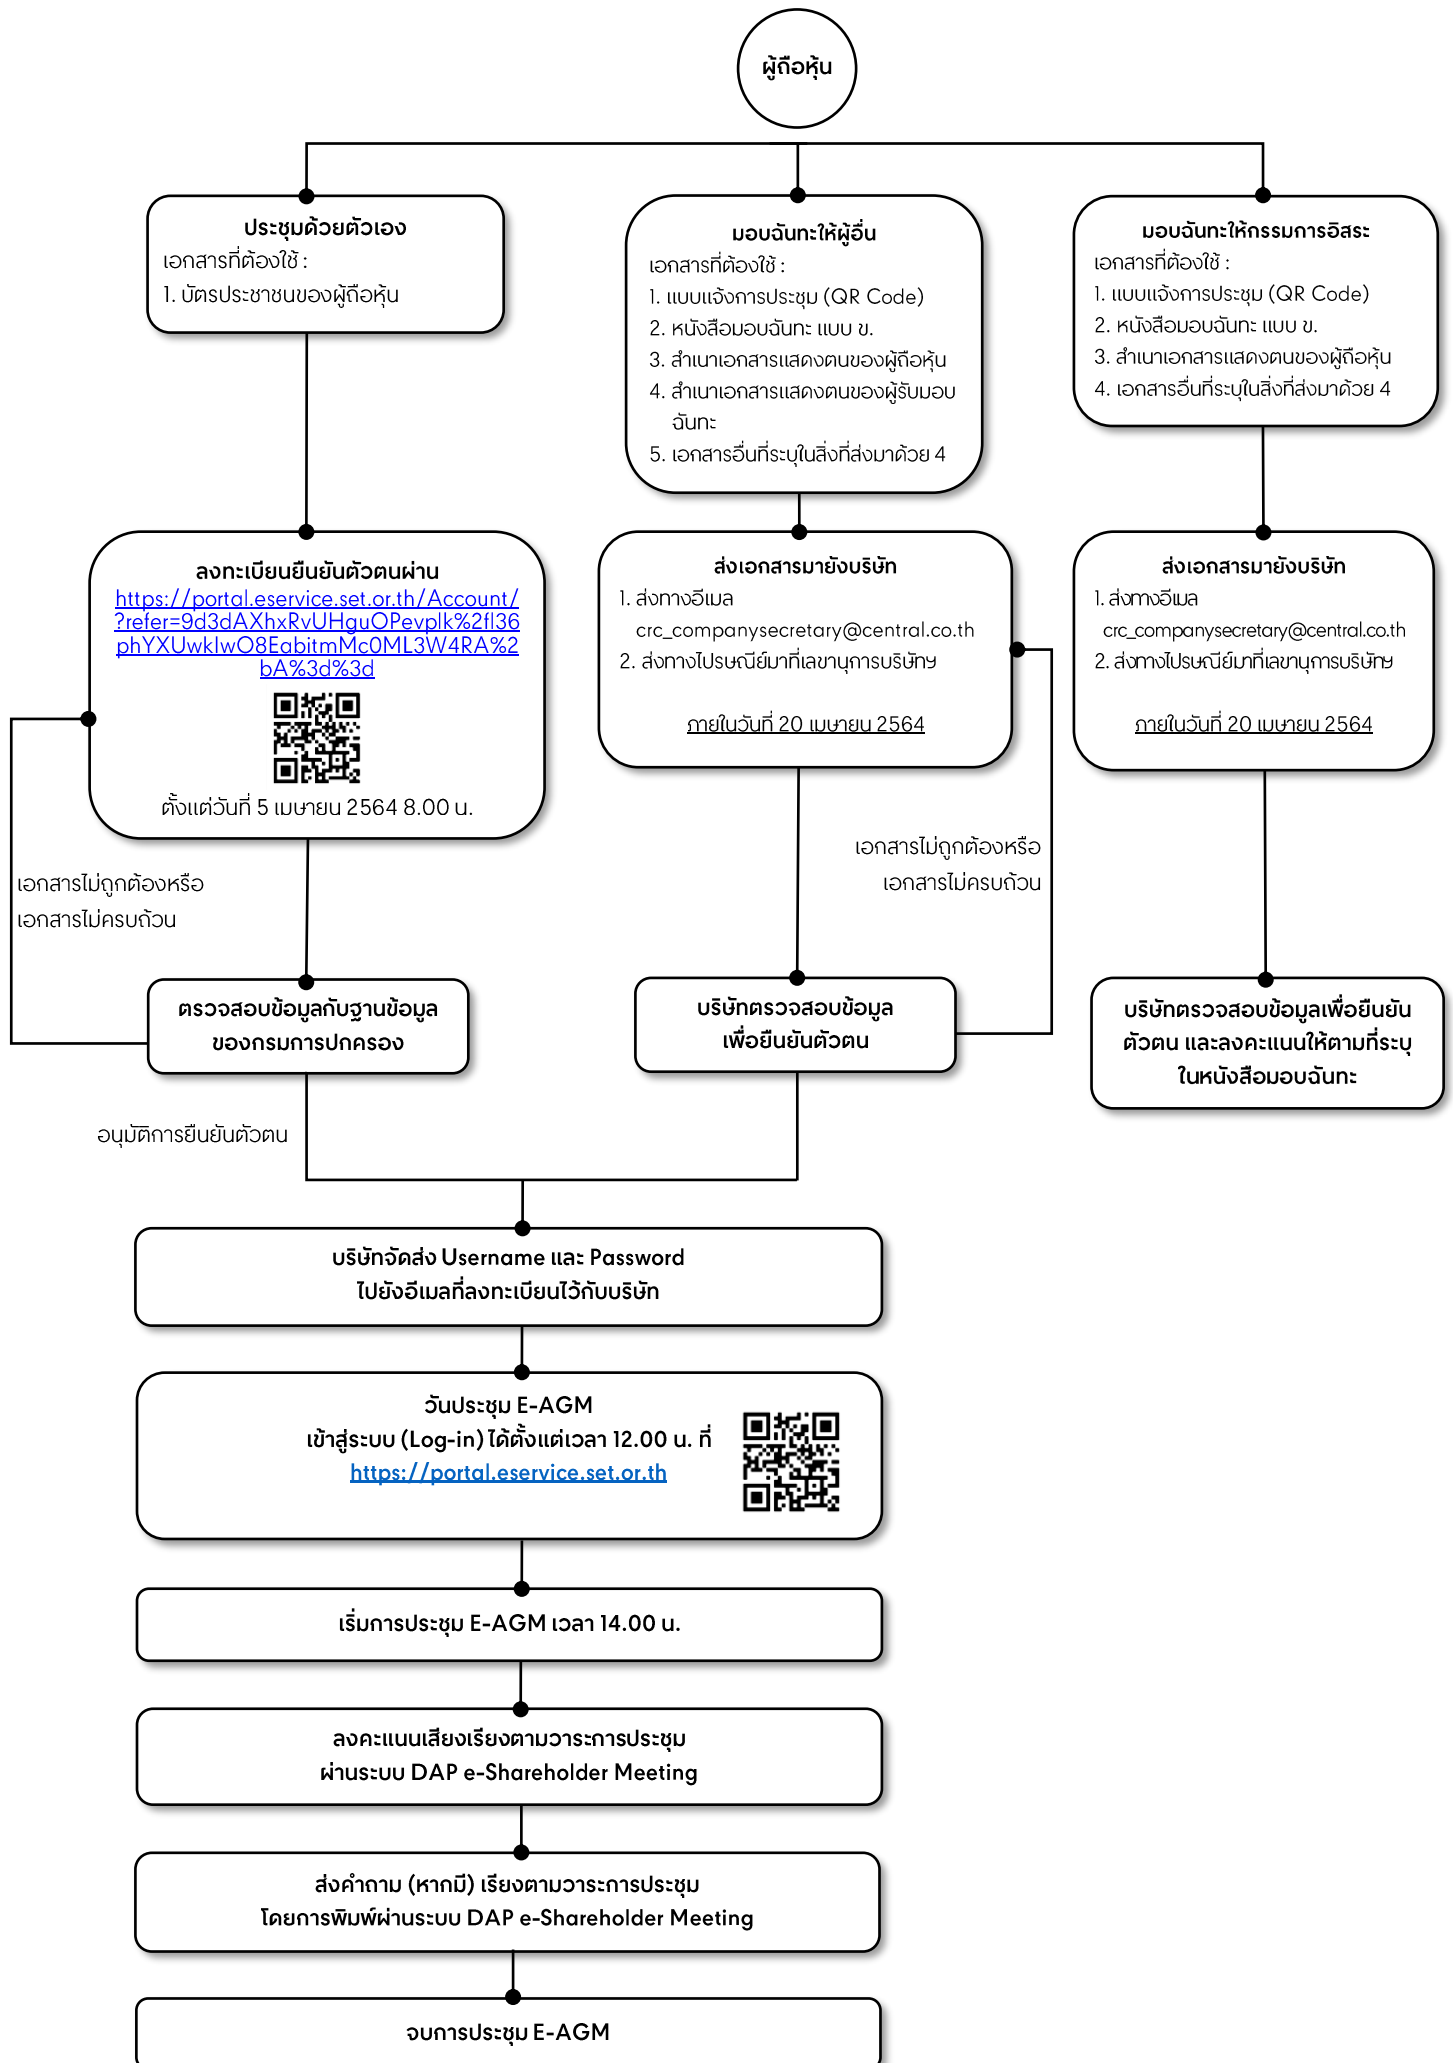 ผู้ถือหุ้น
ประชุมด้วยตัวเอง
เอกสารที่ต้องใช้ :
1. บัตรประชาชนของผู้ถือหุ้น
มอบฉันทะให้ผู้อื่น
เอกสารที่ต้องใช้ :
1. แบบแจ้งการประชุม (QR Code)
2. หนังสือมอบฉันทะ แบบ ข.
3. สำเนาเอกสารแสดงตนของผู้ถือหุ้น
4. สำเนาเอกสารแสดงตนของผู้รับมอบ
ฉันทะ
5. เอกสารอื่นที่ระบุในสิ่งที่ส่งมาด้วย 4
มอบฉันทะให้กรรมการอิสระ
เอกสารที่ต้องใช้ :
1. แบบแจ้งการประชุม (QR Code)
2. หนังสือมอบฉันทะ แบบ ข.
3. สำเนาเอกสารแสดงตนของผู้ถือหุ้น
4. เอกสารอื่นที่ระบุในสิ่งที่ส่งมาด้วย 4
ลงทะเบียนยืนยันตัวตนผ่าน
https://portal.eservice.set.or.th/Account/
?refer=9d3dAXhxRvUHguOPevplk%2fl36
phYXUwklwO8EabitmMc0ML3W4RA%2
bA%3d%3d
ตั้งแต่วันที่ 5 เมษายน 2564 8.00 น.
ส่งเอกสารมายังบริษัท
1. ส่งทางอีเมล
crc_companysecretary@central.co.th
2. ส่งทางไปรษณีย์มาที่เลขานุการบริษัทฯ
ภายในวันที่ 20 เมษายน 2564
ส่งเอกสารมายังบริษัท
1. ส่งทางอีเมล
crc_companysecretary@central.co.th
2. ส่งทางไปรษณีย์มาที่เลขานุการบริษัทฯ
ภายในวันที่ 20 เมษายน 2564
เอกสารไม่ถูกต้องหรือ
เอกสารไม่ครบถ้วน
เอกสารไม่ถูกต้องหรือ
เอกสารไม่ครบถ้วน
ตรวจสอบข้อมูลกับฐานข้อมูล
ของกรมการปกครอง
บริษัทตรวจสอบข้อมูล
เพื่อยืนยันตัวตน
บริษัทตรวจสอบข้อมูลเพื่อยืนยัน
ตัวตน และลงคะแนนให้ตามที่ระบุ
ในหนังสือมอบฉันทะ
อนุมัติการยืนยันตัวตน
บริษัทจัดส่ง Username และ Password
ไปยังอีเมลที่ลงทะเบียนไว้กับบริษัท
วันประชุม E-AGM
เข้าสู่ระบบ (Log-in) ได้ตั้งแต่เวลา 12.00 น. ที่
https://portal.eservice.set.or.th
เริ่มการประชุม E-AGM เวลา 14.00 น.
ลงคะแนนเสียงเรียงตามวาระการประชุม
ผ่านระบบ DAP e-Shareholder Meeting
ส่งคำถาม (หากมี) เรียงตามวาระการประชุม
โดยการพิมพ์ผ่านระบบ DAP e-Shareholder Meeting
จบการประชุม E-AGM